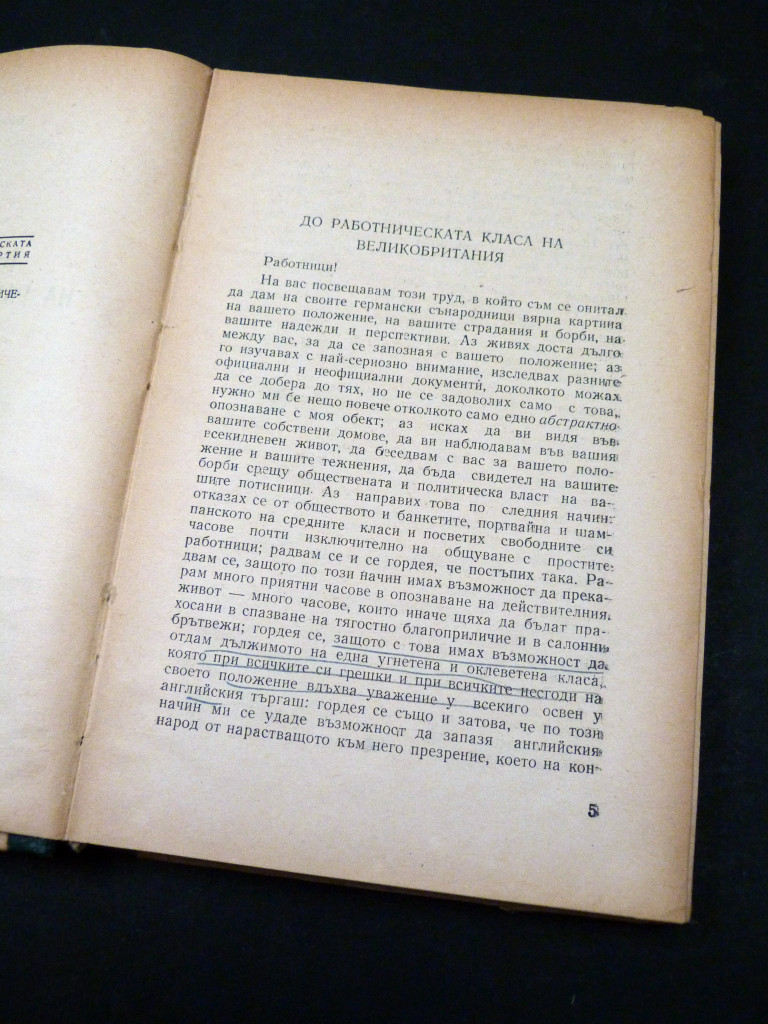 СКАТА
РТИЯ
ИЧЕ-
ДО РАБОТНИЧЕСКАТА КЛАСА НА
ВЕЛИКОБРИТАНИЯ
Работници!
На вас посвещавам този труд, в който съм се опитал
да дам на своите германски сънародници вярна картина
на вашето положение, на вашите страдания и борби, на
вашите надежди и перспективи. Аз живях доста дълго
между вас, за да се запозная с вашето положение; аз
го изучавах с най-сериозно внимание, изследвах разните
официални и неофициални документи, доколкото можах
да се добера до тях, но не се задоволих само с това,
нужно ми бе нещо повече отколкото само едно абстрактно
опознаване с моя обект; аз исках да ви видя във
вашите собствени домове, да ви наблюдавам във вашия
всекидневен живот, да беседвам с вас за вашето поло-
жение и вашите тежнения, да бъда свидетел на вашите
борби срещу обществената и политическа власт на ва-
шите потисници. Аз направих това по следния начин:
отказах се от обществото и банкетите, портвайна и шам-
панското на средните класи и посветих свободните си
часове почти изключително на общуване с простите
работници; радвам се и се гордея, че постъпих така. Ра-
двам се, защото по този начин имах възможност да прека-
рам много приятни часове в опознаване на действителния
живот — много часове, които иначе щяха да бъдат пра-
хосани в спазване на тягостно благоприличие и в салонни
брътвежи; гордея се, защото с това имах възможност да
отдам дължимото на една угнетена и оклеветена класа,
която при всичките си грешки и при всичките несгоди на
своето положение влъхва уважение у всекиго освен у
английския търгаш: гордея се също и затова, че по този
начин ми се удаде възможност да запазя английския
народ от нарастващото към него презрение, което на кон-
5